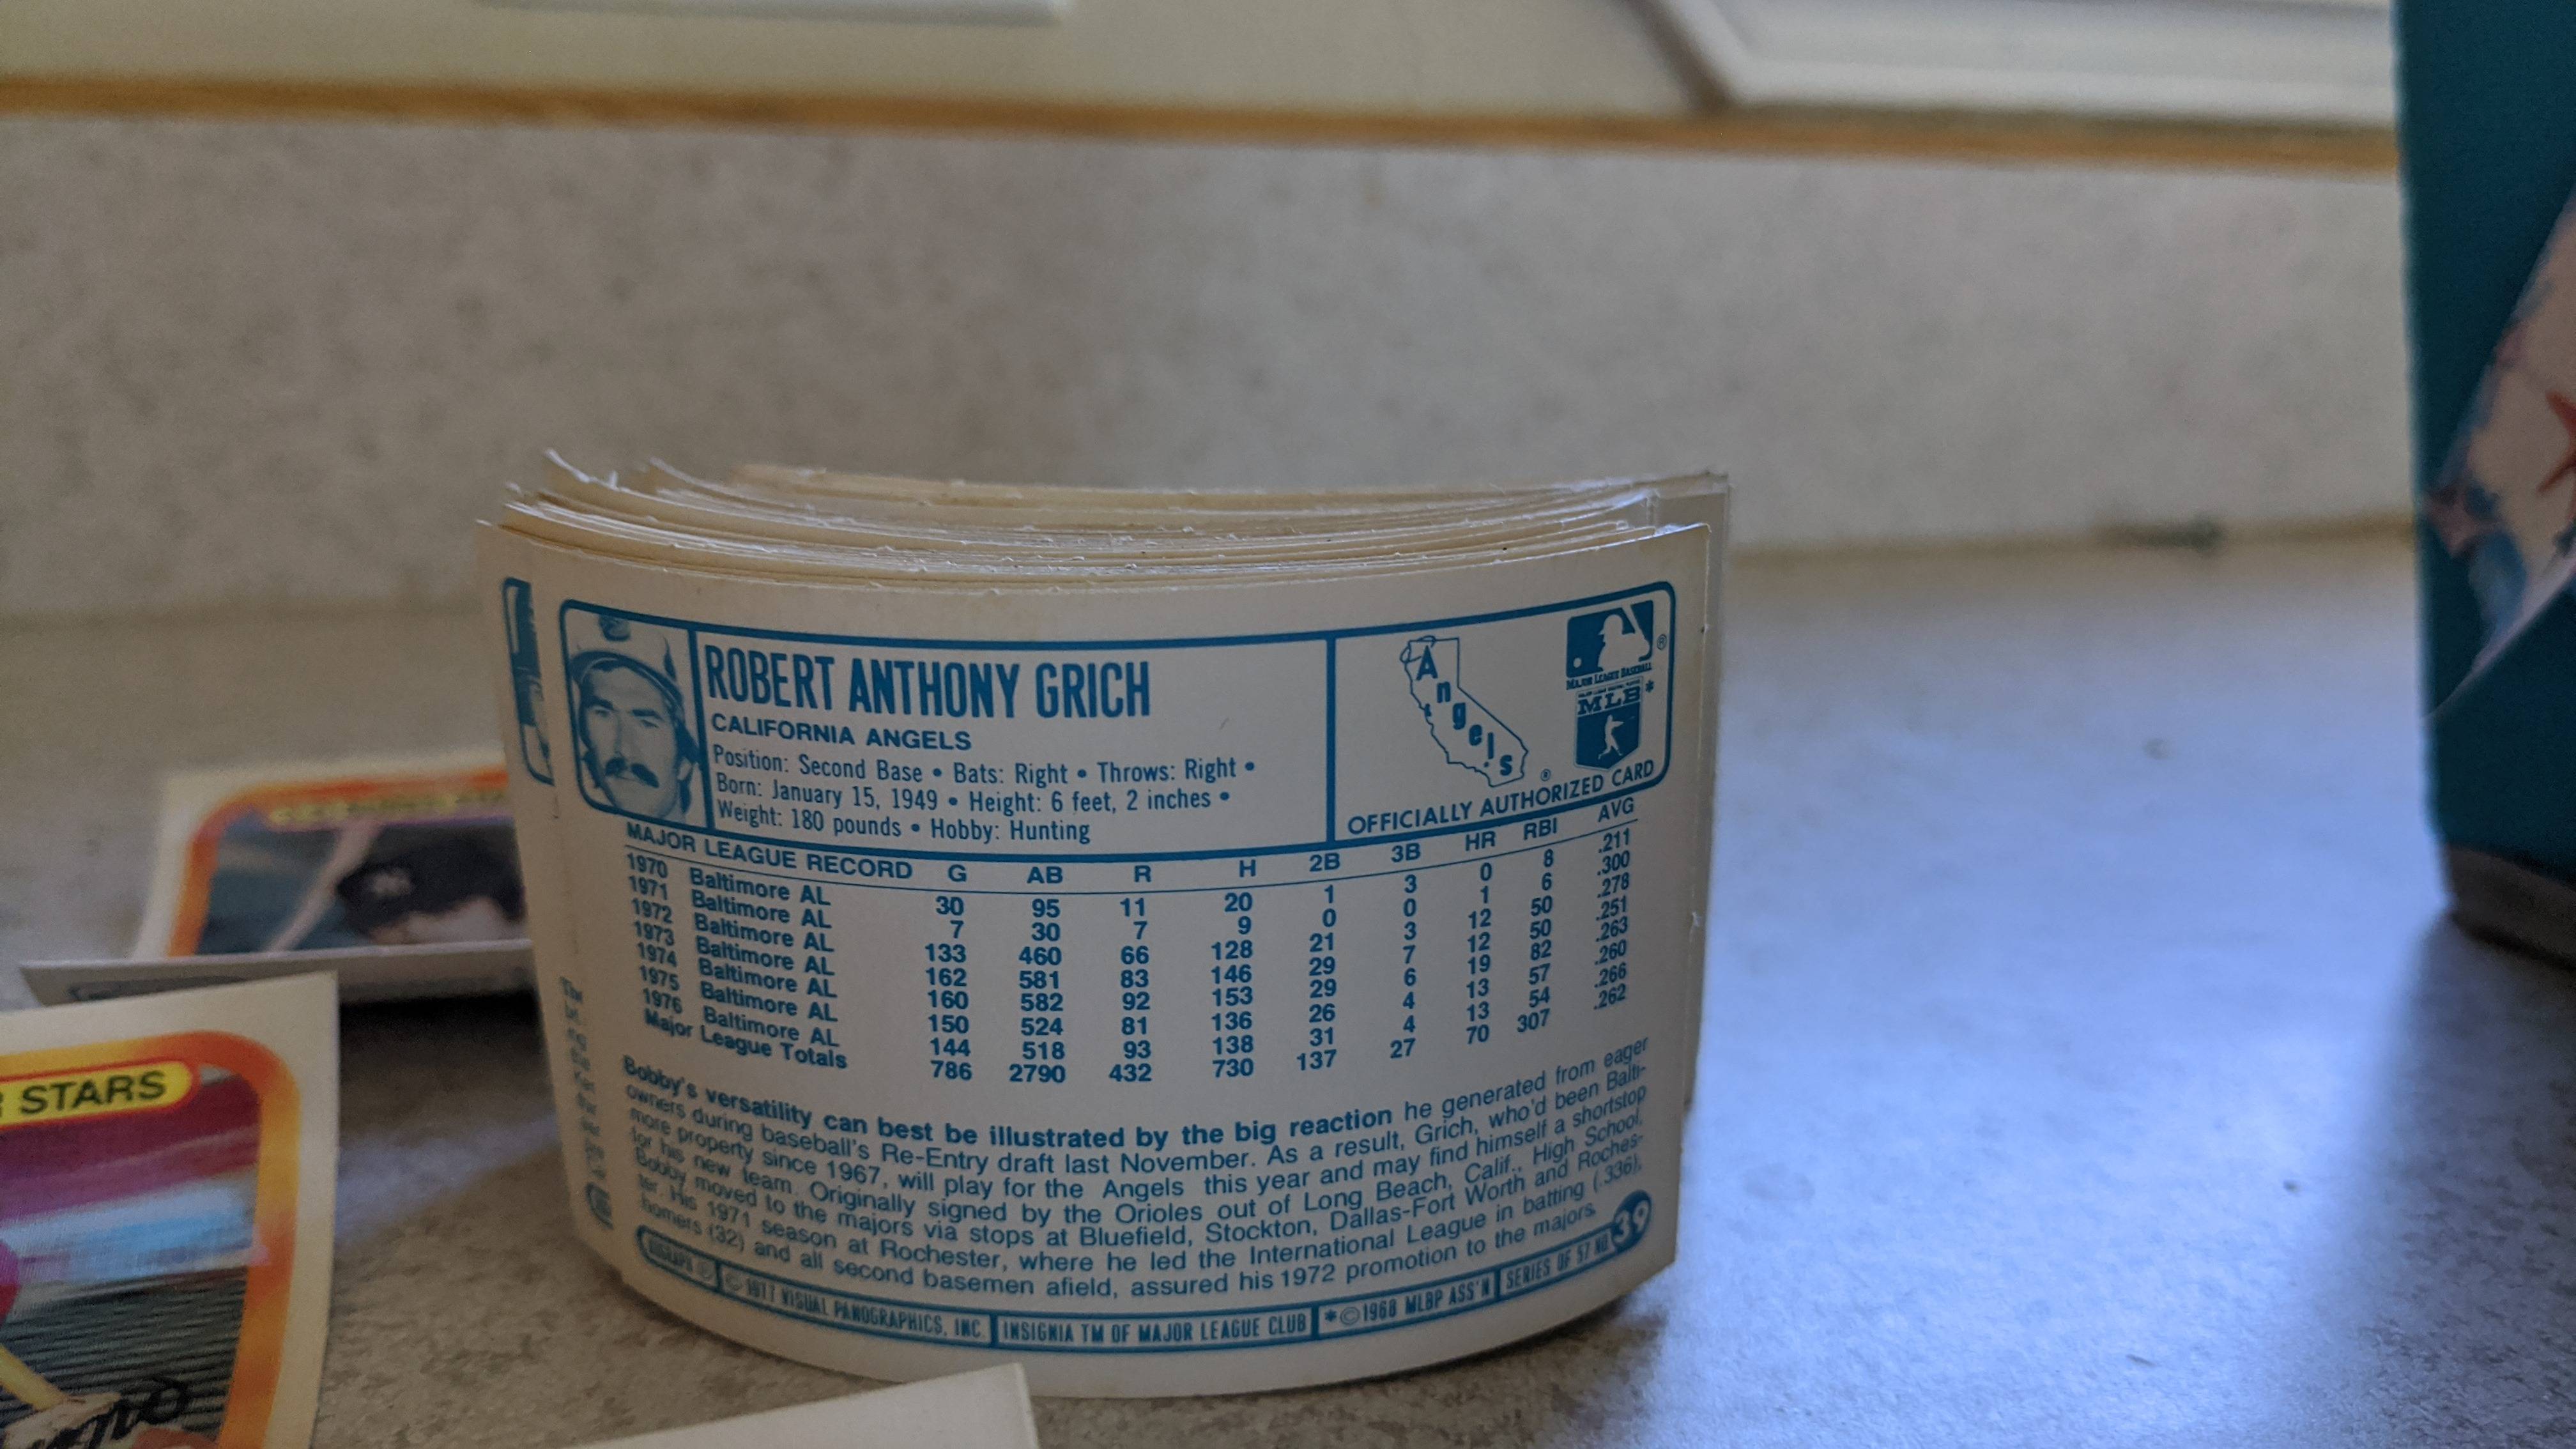 ROBERT ANTHONY GRICH
CALIFORNIA ANGELS
Position: Second Base • Bats: Right • Throws: Right •
Born: January 15, 1949 • Height: 6 feet, 2 inches •
Weight: 180 pounds • Hobby: Hunting
Angels
®
MAJOR LEAGUE BASEBALL
®
MLB*
OFFICIALLY AUTHORIZED CARD
MAJOR LEAGUE RECORD G AB R H 2B 3B HR RBI AVG
1970 Baltimore AL 30 95 11 20 1 3 0 8 .211
1971 Baltimore AL 7 30 7 9 0 0 1 6 .300
1972 Baltimore AL 133 460 66 128 21 3 12 50 .278
1973 Baltimore AL 162 581 83 146 29 7 12 50 .251
1974 Baltimore AL 160 582 92 153 29 6 19 82 .263
1975 Baltimore AL 150 524 81 136 26 4 13 57 .260
1976 Baltimore AL 144 518 93 138 31 4 13 54 .266
Major League Totals 786 2790 432 730 137 27 70 307 .262
Bobby's versatility can best be illustrated by the big reaction he generated from eager
owners during baseball's Re-Entry draft last November. As a result, Grich, who'd been Balti-
more property since 1967, will play for the Angels this year and may find himself a shortstop
for his new team. Originally signed by the Orioles out of Long Beach, Calif., High School,
Bobby moved to the majors via stops at Bluefield, Stockton, Dallas-Fort Worth and Roches-
ter. His 1971 season at Rochester, where he led the International League in batting (.336),
homers (32) and all second basemen afield, assured his 1972 promotion to the majors.
© 1977 VISUAL PANOGRAPHICS, INC. INSIGNIA TM OF MAJOR LEAGUE CLUB *©1968 MLBP ASS'N SERIES OF 57 NO. 39
STARS